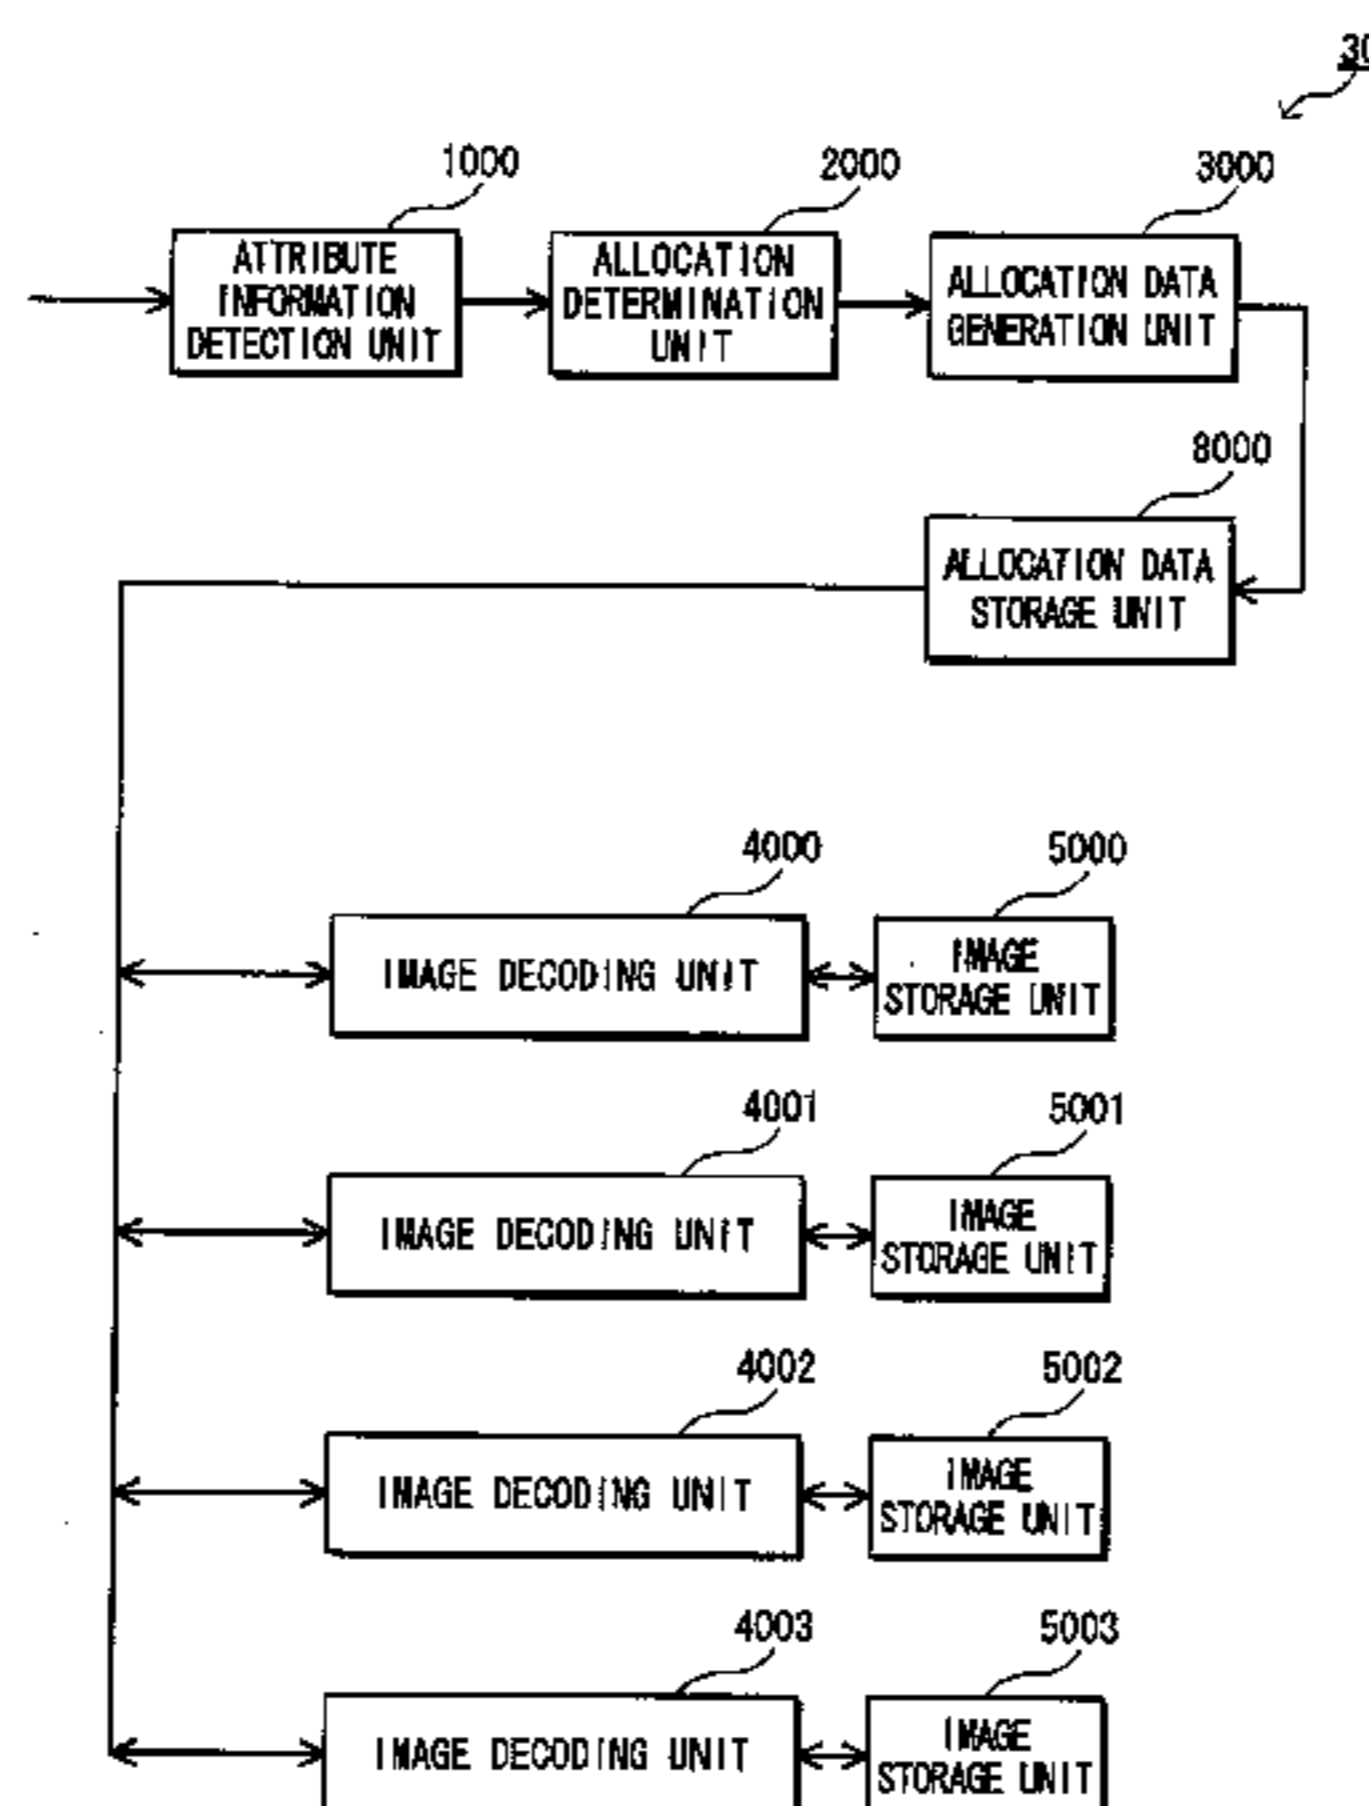 30
1000
2000
3000
ATTRIBUTE
INFORMATION
DETECTION UNIT
ALLOCATION
DETERMINATION
UNIT
ALLOCATION DATA
GENERATION UNIT
8000
ALLOCATION DATA
STORAGE UNIT
4000
5000
IMAGE DECODING UNIT
IMAGE
STORAGE UNIT
4001
5001
IMAGE DECODING UNIT
IMAGE
STORAGE UNIT
4002
5002
IMAGE DECODING UNIT
IMAGE
STORAGE UNIT
4003
5003
IMAGE DECODING UNIT
IMAGE
STORAGE UNIT